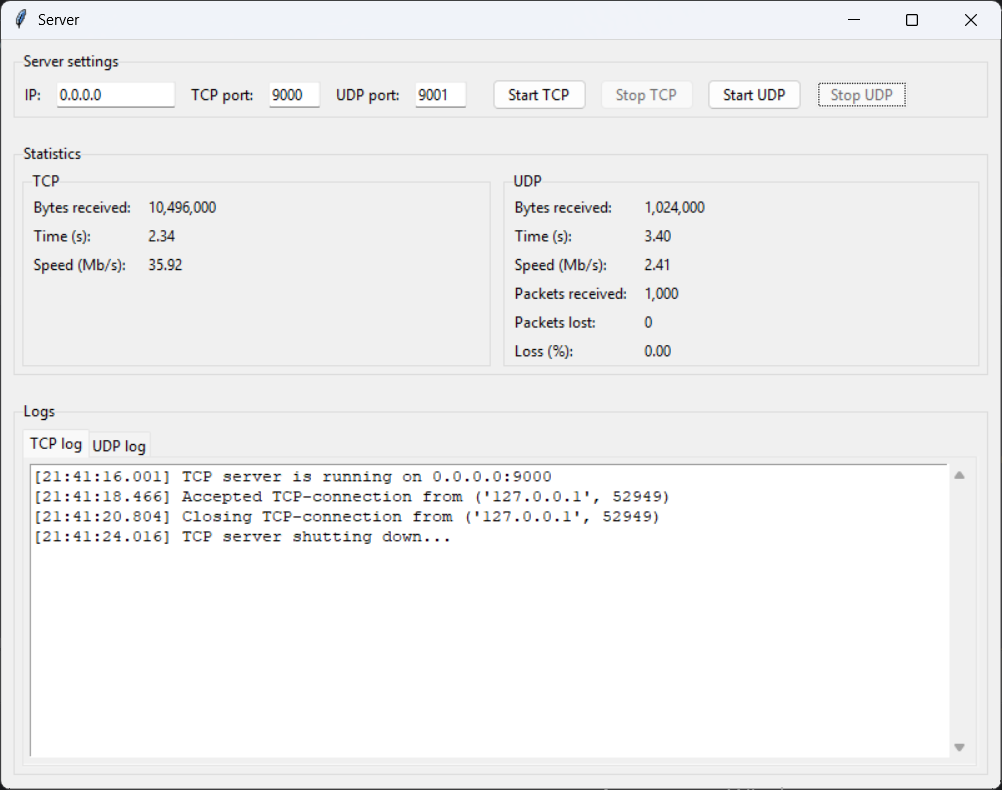 Server
Server settings
IP: 0.0.0.0 TCP port: 9000 UDP port: 9001 Start TCP Stop TCP Start UDP Stop UDP
Statistics
TCP
Bytes received: 10,496,000
Time (s): 2.34
Speed (Mb/s): 35.92
UDP
Bytes received: 1,024,000
Time (s): 3.40
Speed (Mb/s): 2.41
Packets received: 1,000
Packets lost: 0
Loss (%): 0.00
Logs
TCP log UDP log
[21:41:16.001] TCP server is running on 0.0.0.0:9000
[21:41:18.466] Accepted TCP-connection from ('127.0.0.1', 52949)
[21:41:20.804] Closing TCP-connection from ('127.0.0.1', 52949)
[21:41:24.016] TCP server shutting down...